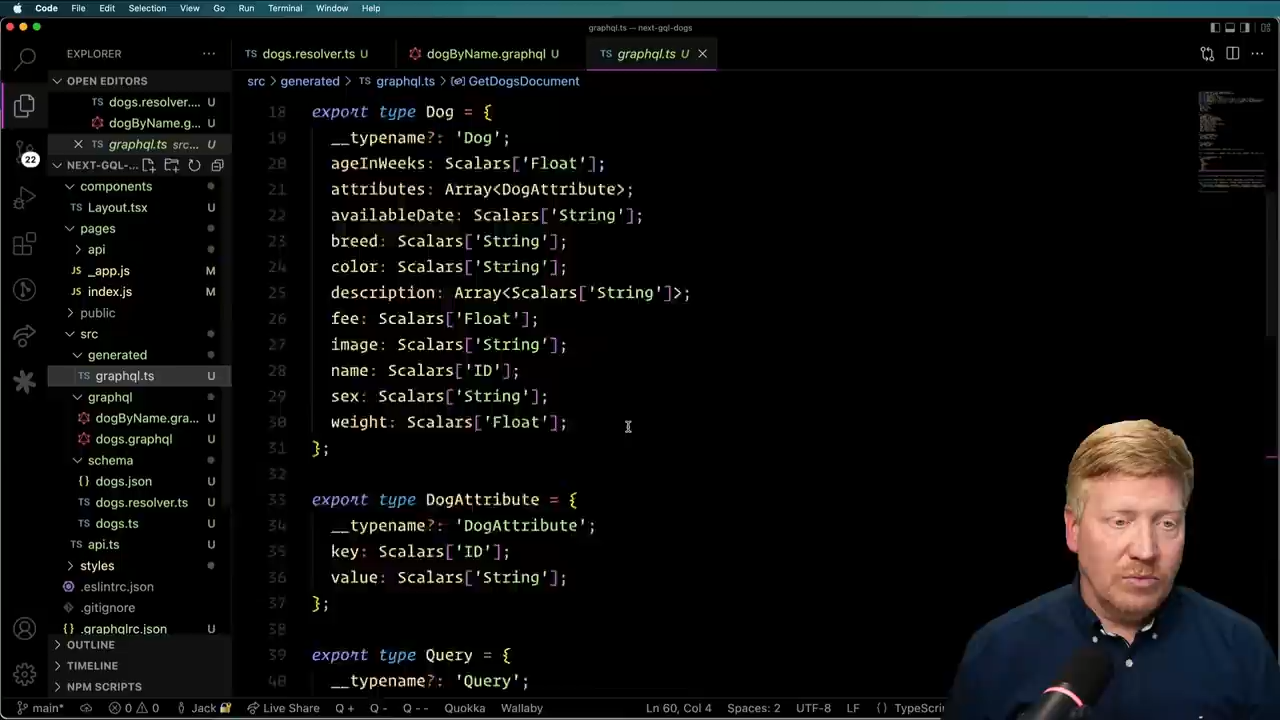 Code File Edit Selection View Go Run Terminal Window Help
graphql.ts — next-gql-dogs
EXPLORER ···
dogs.resolver.ts U dogByName.graphql U TS graphql.ts U
src > generated > TS graphql.ts > GetDogsDocument
OPEN EDITORS
TS dogs.resolver.... U
dogByName.g... U
TS graphql.ts src... U
NEXT-GQL-...
components
TS Layout.tsx U
pages
api
JS _app.js M
JS index.js M
public
src
generated
TS graphql.ts U
graphql
dogByName.gra... U
dogs.graphql U
schema
{} dogs.json U
TS dogs.resolver.ts U
TS dogs.ts U
TS api.ts U
styles
.eslintrc.json
.gitignore
.graphqlrc.json U
OUTLINE
TIMELINE
NPM SCRIPTS
22
18 export type Dog = {
19 __typename?: 'Dog';
20 ageInWeeks: Scalars['Float'];
21 attributes: Array<DogAttribute>;
22 availableDate: Scalars['String'];
23 breed: Scalars['String'];
24 color: Scalars['String'];
25 description: Array<Scalars['String']>;
26 fee: Scalars['Float'];
27 image: Scalars['String'];
28 name: Scalars['ID'];
29 sex: Scalars['String'];
30 weight: Scalars['Float'];
31 };
32
33 export type DogAttribute = {
34 __typename?: 'DogAttribute';
35 key: Scalars['ID'];
36 value: Scalars['String'];
37 };
38
39 export type Query = {
40 __typename?: 'Query';
main* 0 0 Jack Live Share Q + Q - Q -- Quokka Wallaby Ln 60, Col 4 Spaces: 2 UTF-8 LF {} TypeScri